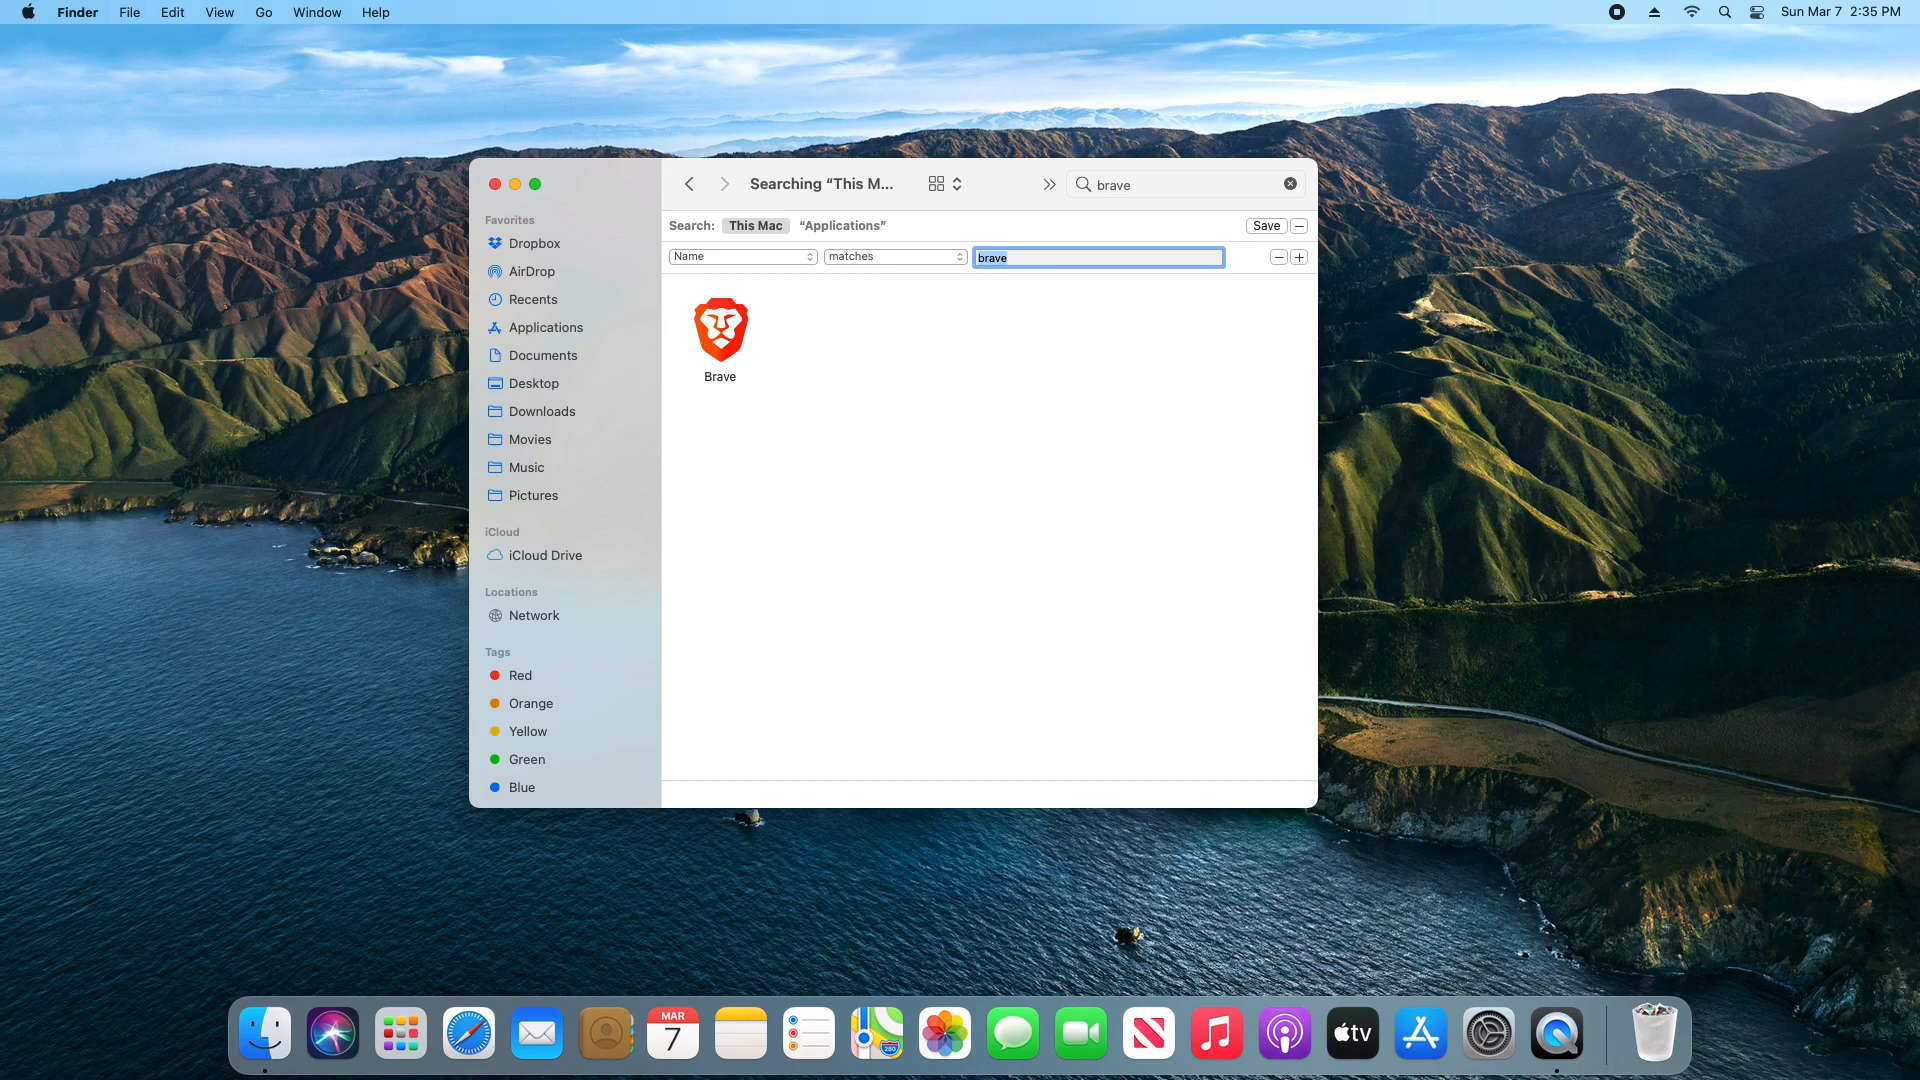 Finder File Edit View Go Window Help
Sun Mar 7 2:35 PM
Searching “This M...
brave
Search: This Mac “Applications” Save
Name matches brave
Brave
Favorites
Dropbox
AirDrop
Recents
Applications
Documents
Desktop
Downloads
Movies
Music
Pictures
iCloud
iCloud Drive
Locations
Network
Tags
Red
Orange
Yellow
Green
Blue
MAR
7
280
tv